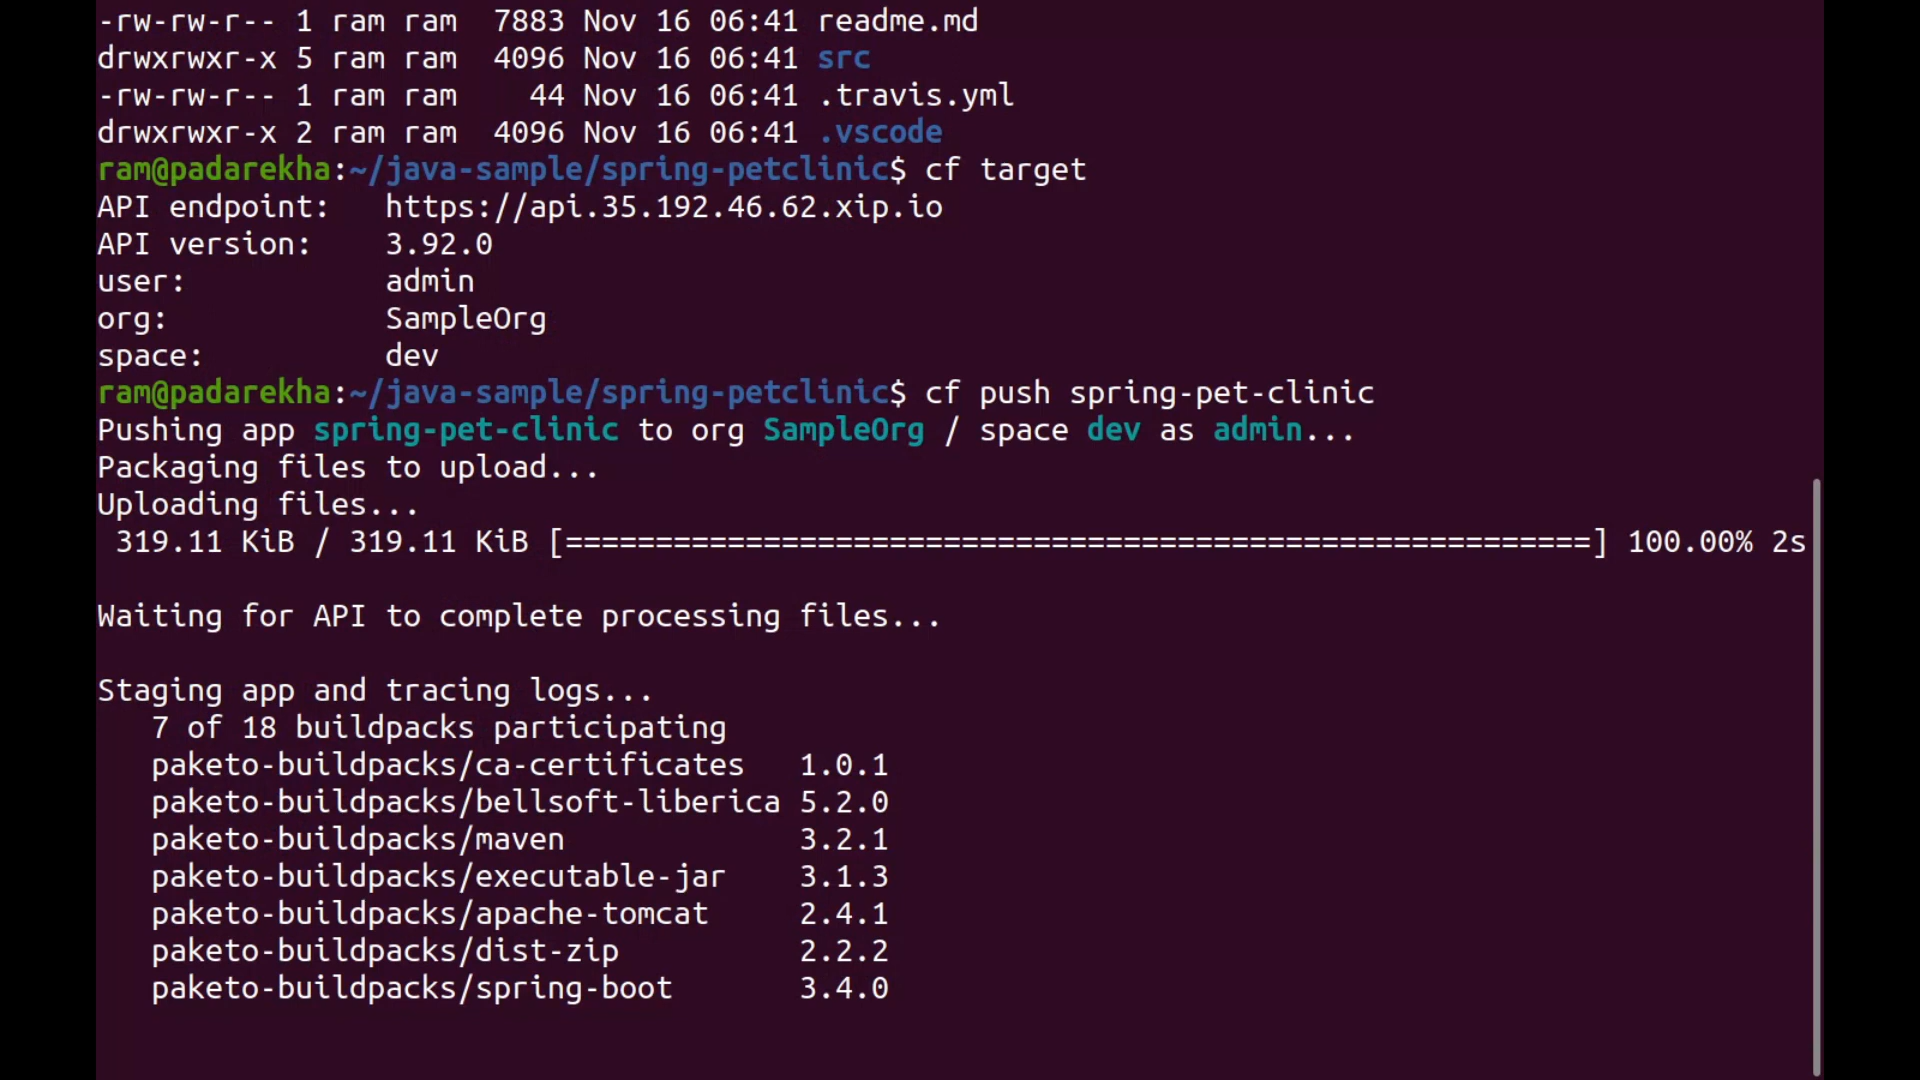 -rw-rw-r-- 1 ram ram  7883 Nov 16 06:41 readme.md
drwxrwxr-x 5 ram ram  4096 Nov 16 06:41 src
-rw-rw-r-- 1 ram ram    44 Nov 16 06:41 .travis.yml
drwxrwxr-x 2 ram ram  4096 Nov 16 06:41 .vscode
ram@padarekha:~/java-sample/spring-petclinic$ cf target
API endpoint:   https://api.35.192.46.62.xip.io
API version:    3.92.0
user:           admin
org:            SampleOrg
space:          dev
ram@padarekha:~/java-sample/spring-petclinic$ cf push spring-pet-clinic
Pushing app spring-pet-clinic to org SampleOrg / space dev as admin...
Packaging files to upload...
Uploading files...
 319.11 KiB / 319.11 KiB [=========================================================] 100.00% 2s
Waiting for API to complete processing files...
Staging app and tracing logs...
   7 of 18 buildpacks participating
   paketo-buildpacks/ca-certificates   1.0.1
   paketo-buildpacks/bellsoft-liberica 5.2.0
   paketo-buildpacks/maven             3.2.1
   paketo-buildpacks/executable-jar    3.1.3
   paketo-buildpacks/apache-tomcat     2.4.1
   paketo-buildpacks/dist-zip          2.2.2
   paketo-buildpacks/spring-boot       3.4.0